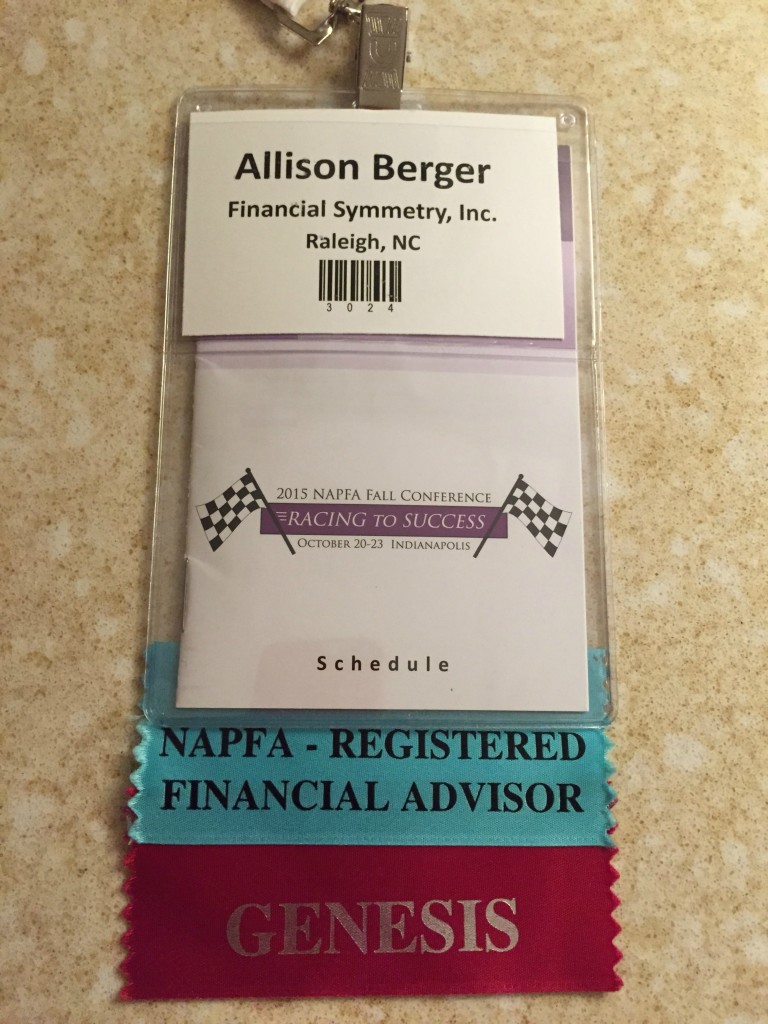 Allison Berger
Financial Symmetry, Inc.
Raleigh, NC
3024
2015 NAPFA Fall Conference
RACING TO SUCCESS
October 20-23 Indianapolis
Schedule
NAPFA - REGISTERED
FINANCIAL ADVISOR
GENESIS